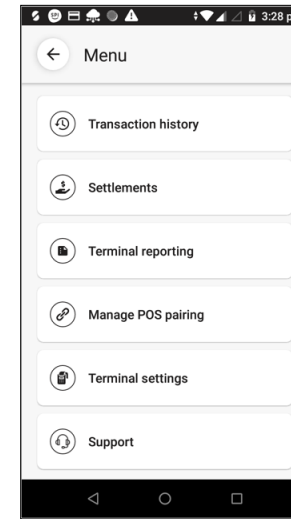 3:28 p
Menu
Transaction history
Settlements
Terminal reporting
Manage POS pairing
Terminal settings
Support